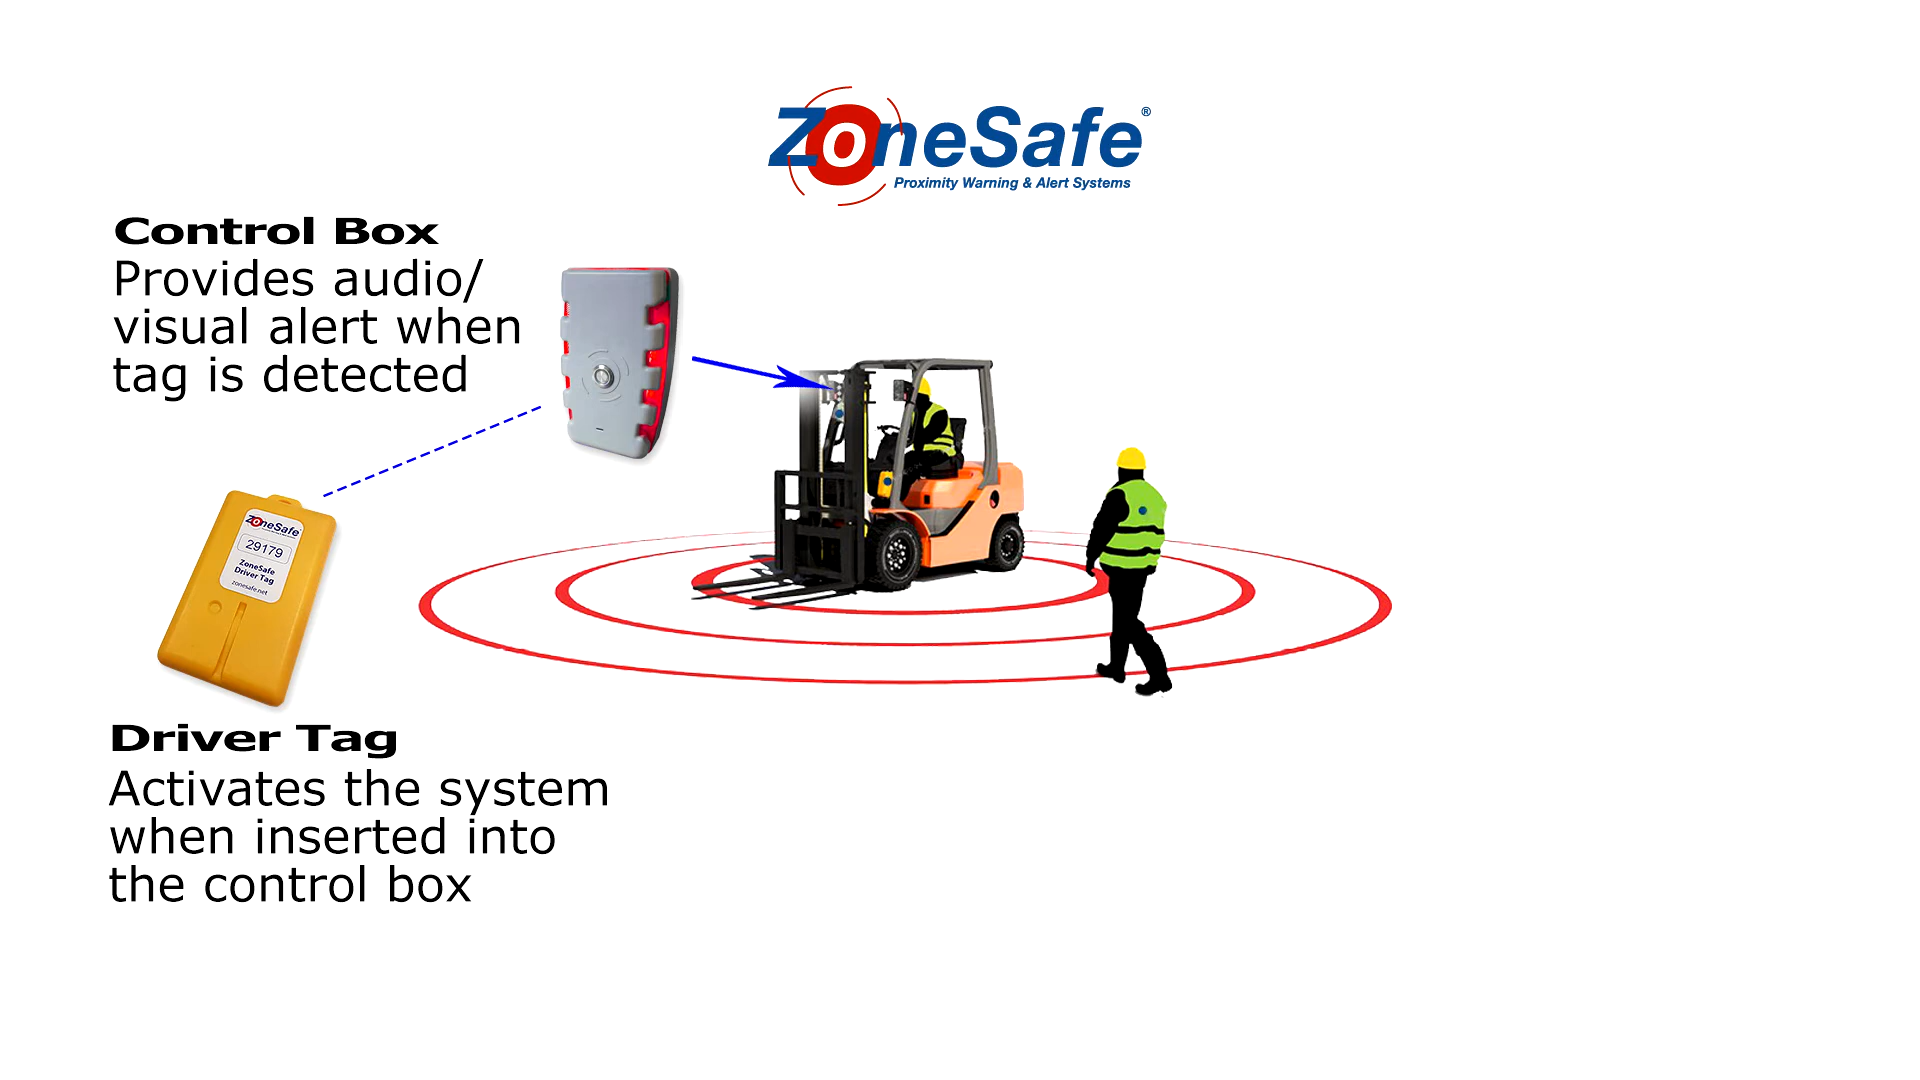 ZoneSafe®
Proximity Warning & Alert Systems
Control Box
Provides audio/
visual alert when
tag is detected
ZoneSafe
29179
ZoneSafe
Driver Tag
zonesafe.net
Driver Tag
Activates the system
when inserted into
the control box